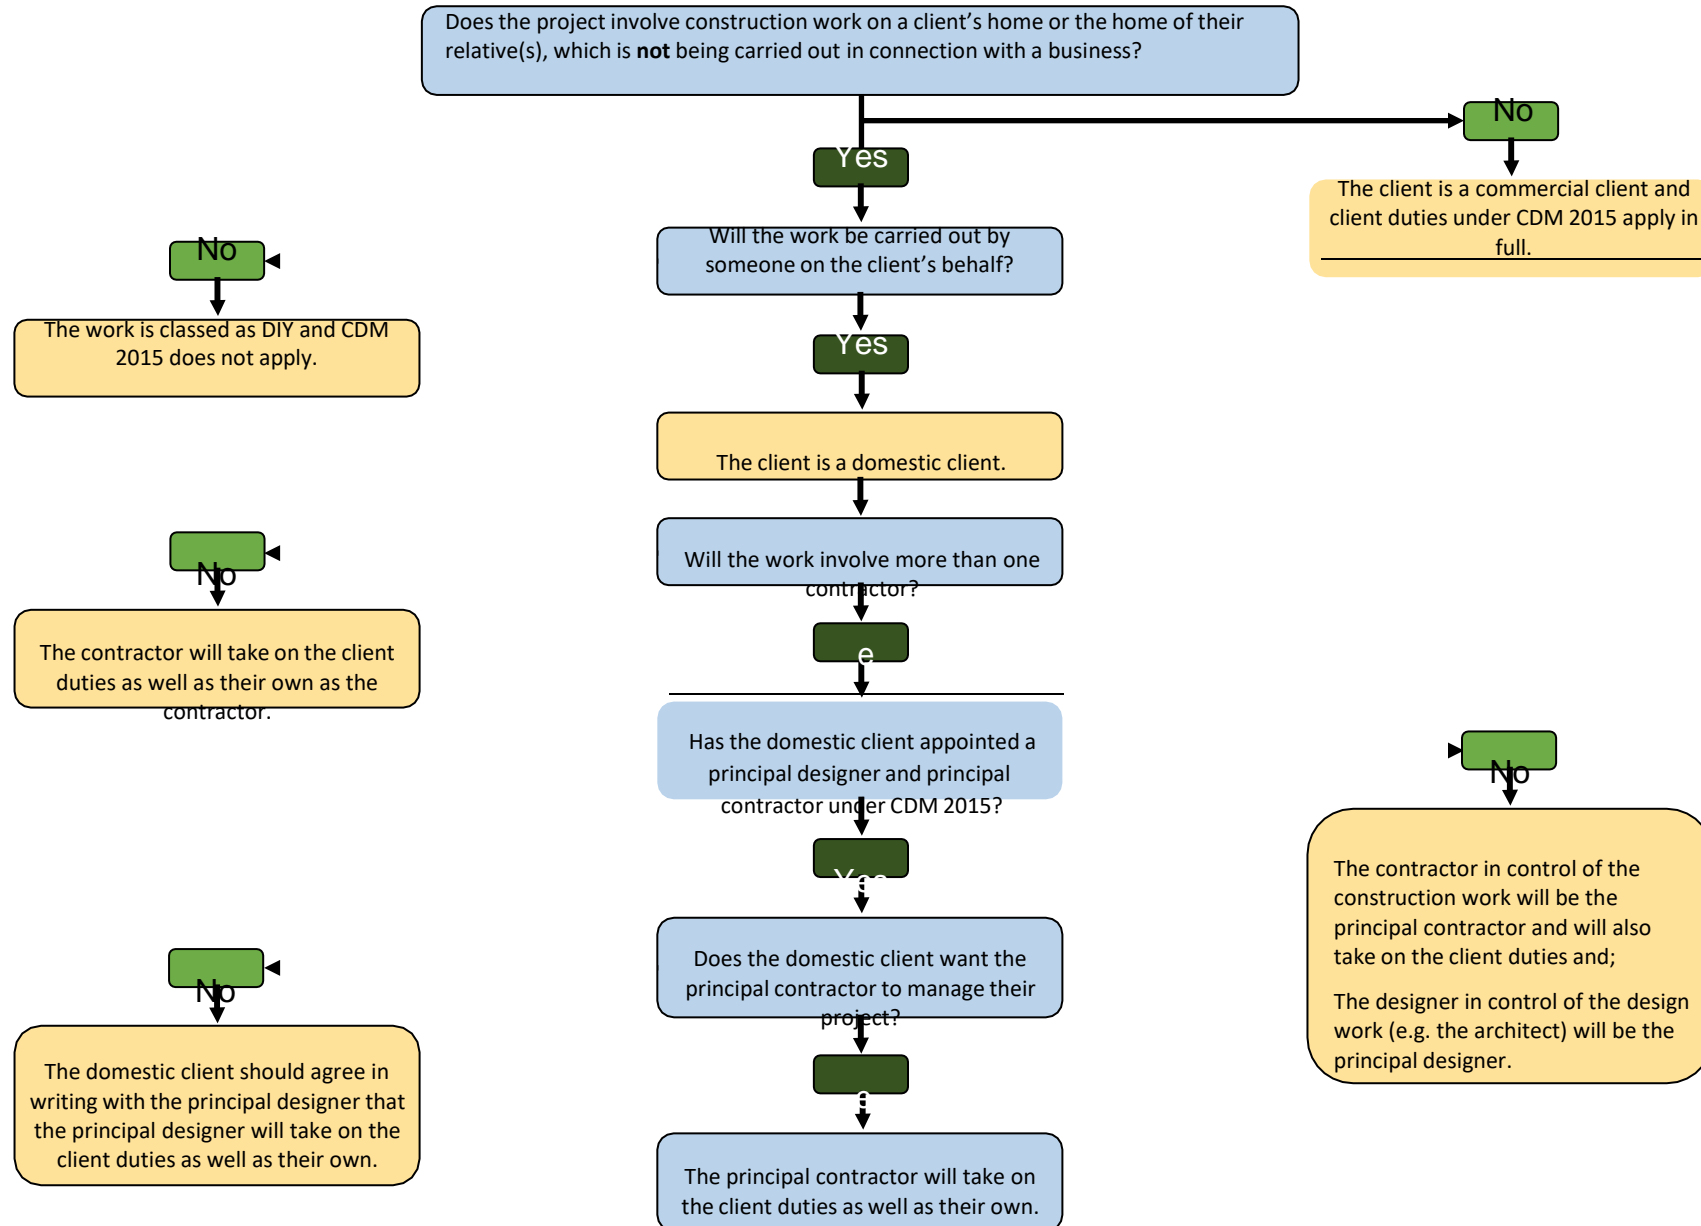 Does the project involve construction work on a client’s home or the home of their
relative(s), which is not being carried out in connection with a business?
No
Yes
The client is a commercial client and
client duties under CDM 2015 apply in
full.
Will the work be carried out by
someone on the client’s behalf?
No
The work is classed as DIY and CDM
2015 does not apply.
Yes
The client is a domestic client.
Will the work involve more than one
contractor?
No
The contractor will take on the client
duties as well as their own as the
contractor.
e
Has the domestic client appointed a
principal designer and principal
contractor under CDM 2015?
No
The contractor in control of the
construction work will be the
principal contractor and will also
take on the client duties and;
The designer in control of the design
work (e.g. the architect) will be the
principal designer.
Yes
Does the domestic client want the
principal contractor to manage their
project?
No
The domestic client should agree in
writing with the principal designer that
the principal designer will take on the
client duties as well as their own.
The principal contractor will take on
the client duties as well as their own.